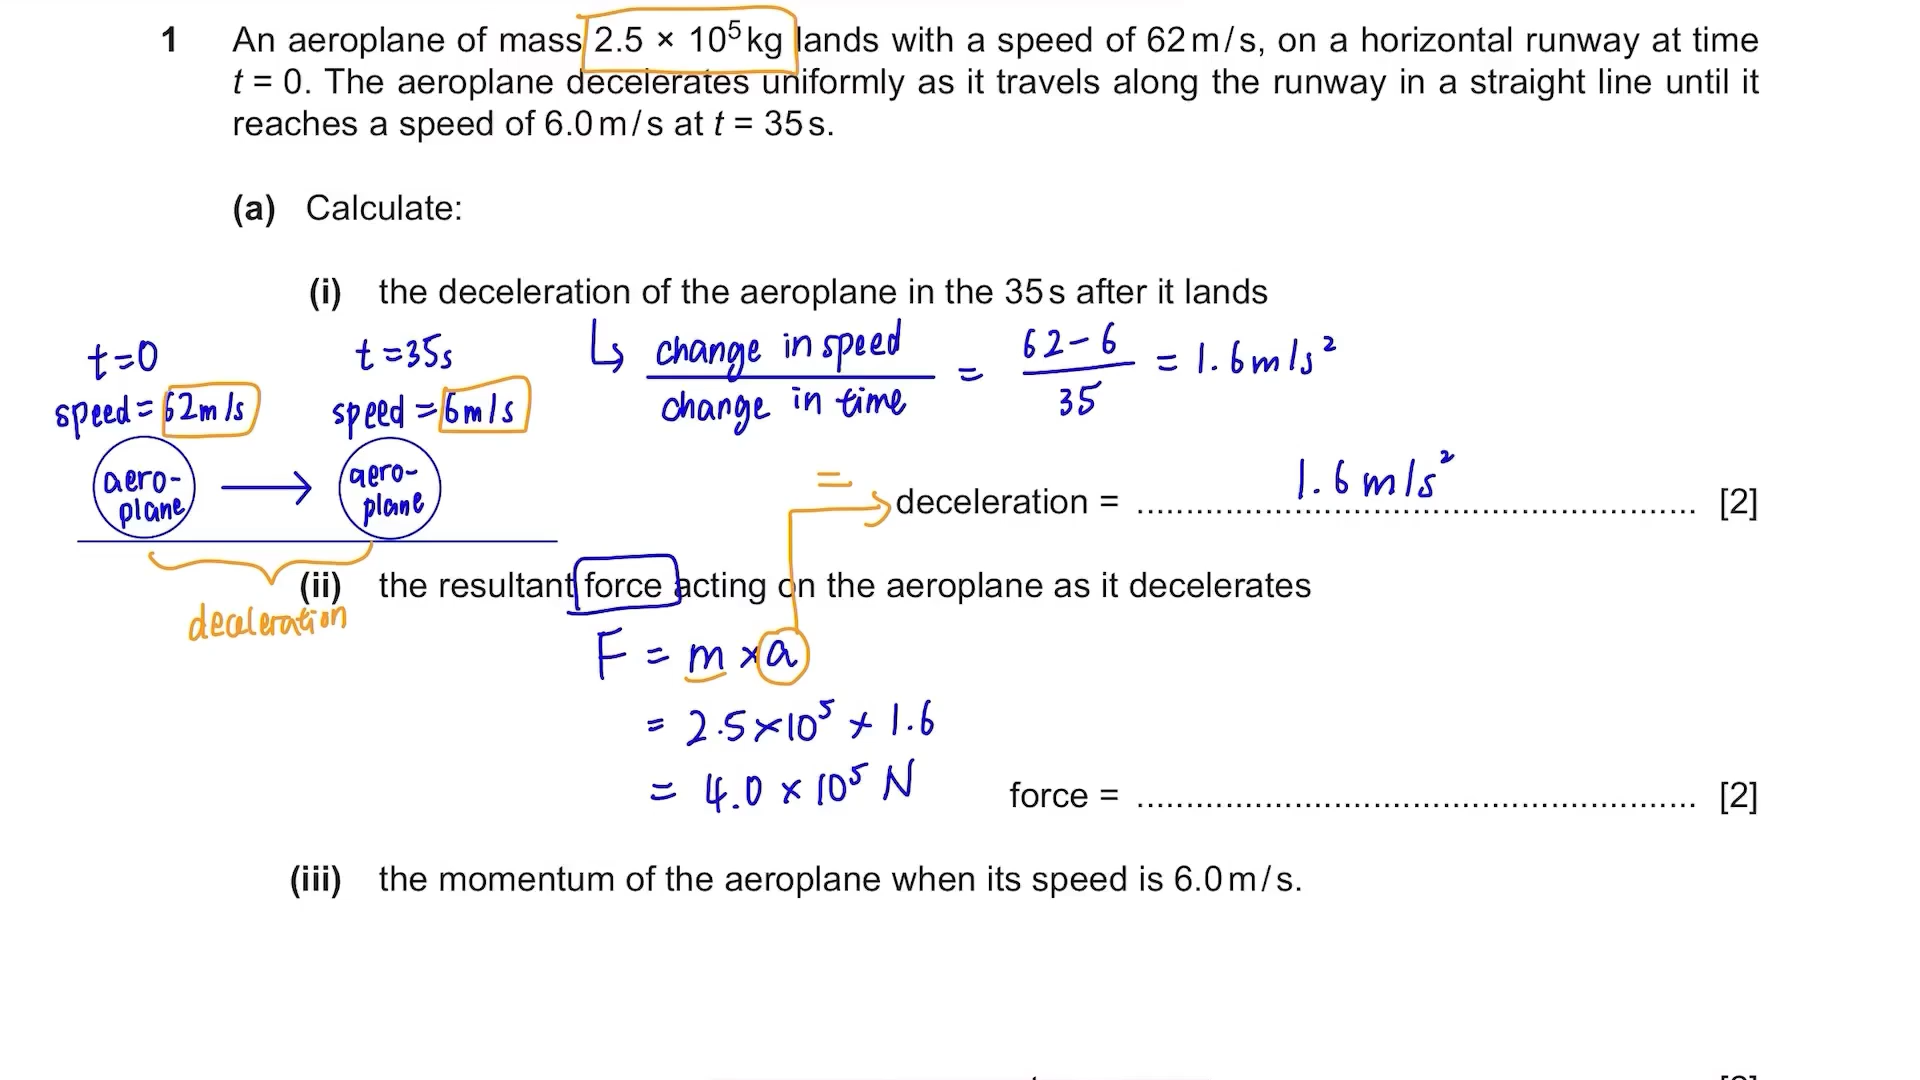 1 An aeroplane of mass 2.5 × 10⁵ kg lands with a speed of 62 m/s, on a horizontal runway at time
t = 0. The aeroplane decelerates uniformly as it travels along the runway in a straight line until it
reaches a speed of 6.0 m/s at t = 35 s.
(a) Calculate:
(i) the deceleration of the aeroplane in the 35 s after it lands
t=0
speed = 62m/s
aero-
plane
t=35s
speed = 6m/s
aero-
plane
deceleration
↳ change in speed / change in time = 62-6 / 35 = 1.6m/s²
=
deceleration = 1.6 m/s² [2]
(ii) the resultant force acting on the aeroplane as it decelerates
F = m × a
= 2.5×10⁵ × 1.6
= 4.0 × 10⁵ N
force = ........................................................ [2]
(iii) the momentum of the aeroplane when its speed is 6.0 m/s.